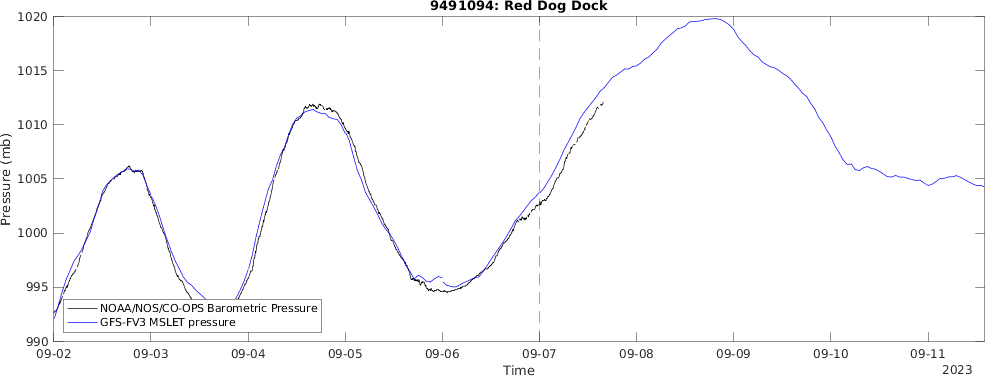 9491094: Red Dog Dock
1020
1015
1010
1005
1000
995
990
Pressure (mb)
NOAA/NOS/CO-OPS Barometric Pressure
GFS-FV3 MSLET pressure
09-02 09-03 09-04 09-05 09-06 09-07 09-08 09-09 09-10 09-11
Time
2023